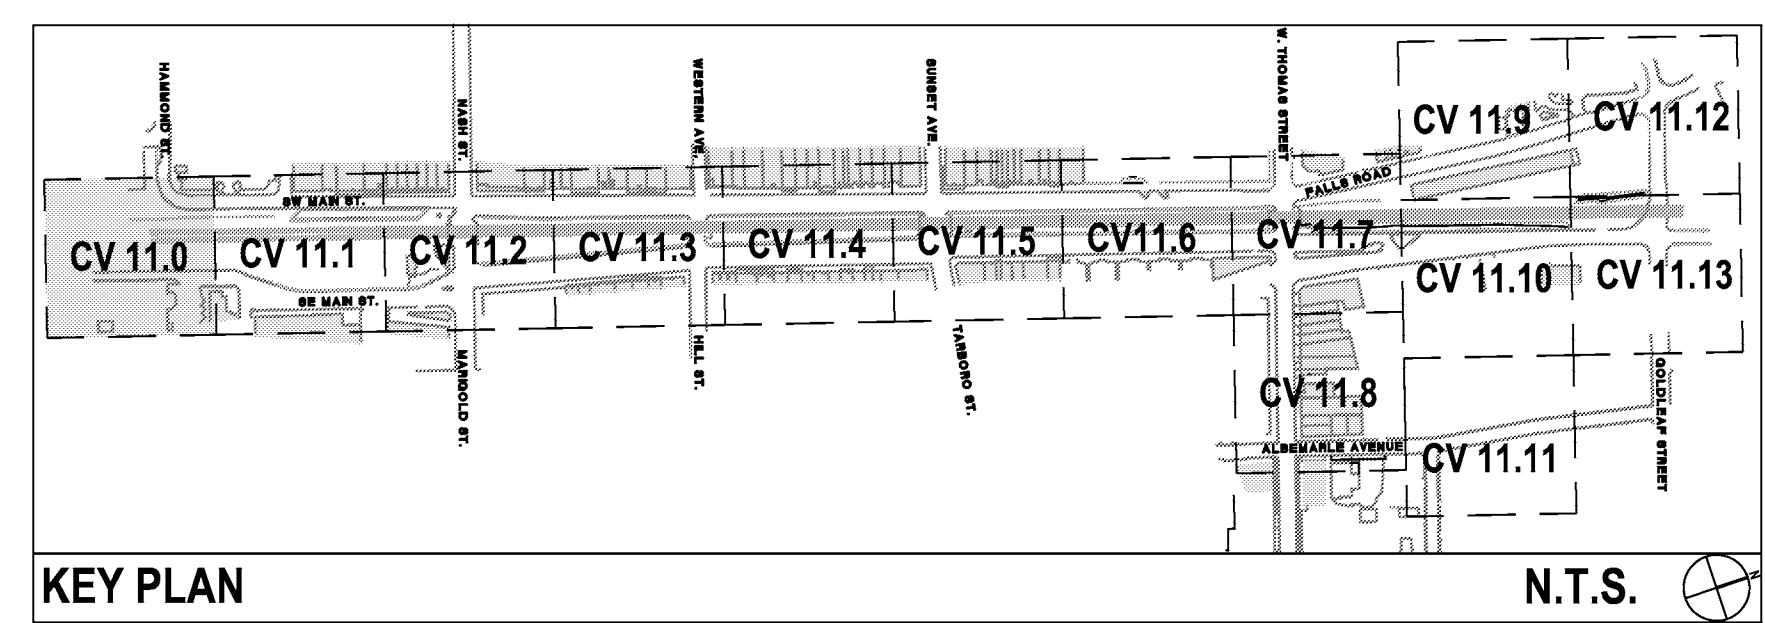 HAMMOND ST.
NASH ST.
WESTERN AVE.
SUNSET AVE.
W. THOMAS STREET
CV 11.9
CV 11.12
FALLS ROAD
SW MAIN ST.
CV 11.0
CV 11.1
CV 11.2
CV 11.3
CV 11.4
CV 11.5
CV11.6
CV 11.7
CV 11.10
CV 11.13
SE MAIN ST.
MARIGOLD ST.
HILL ST.
TARBORO ST.
CV 11.8
GOLDLEAF STREET
ALBEMARLE AVENUE
CV 11.11
KEY PLAN
N.T.S.
N